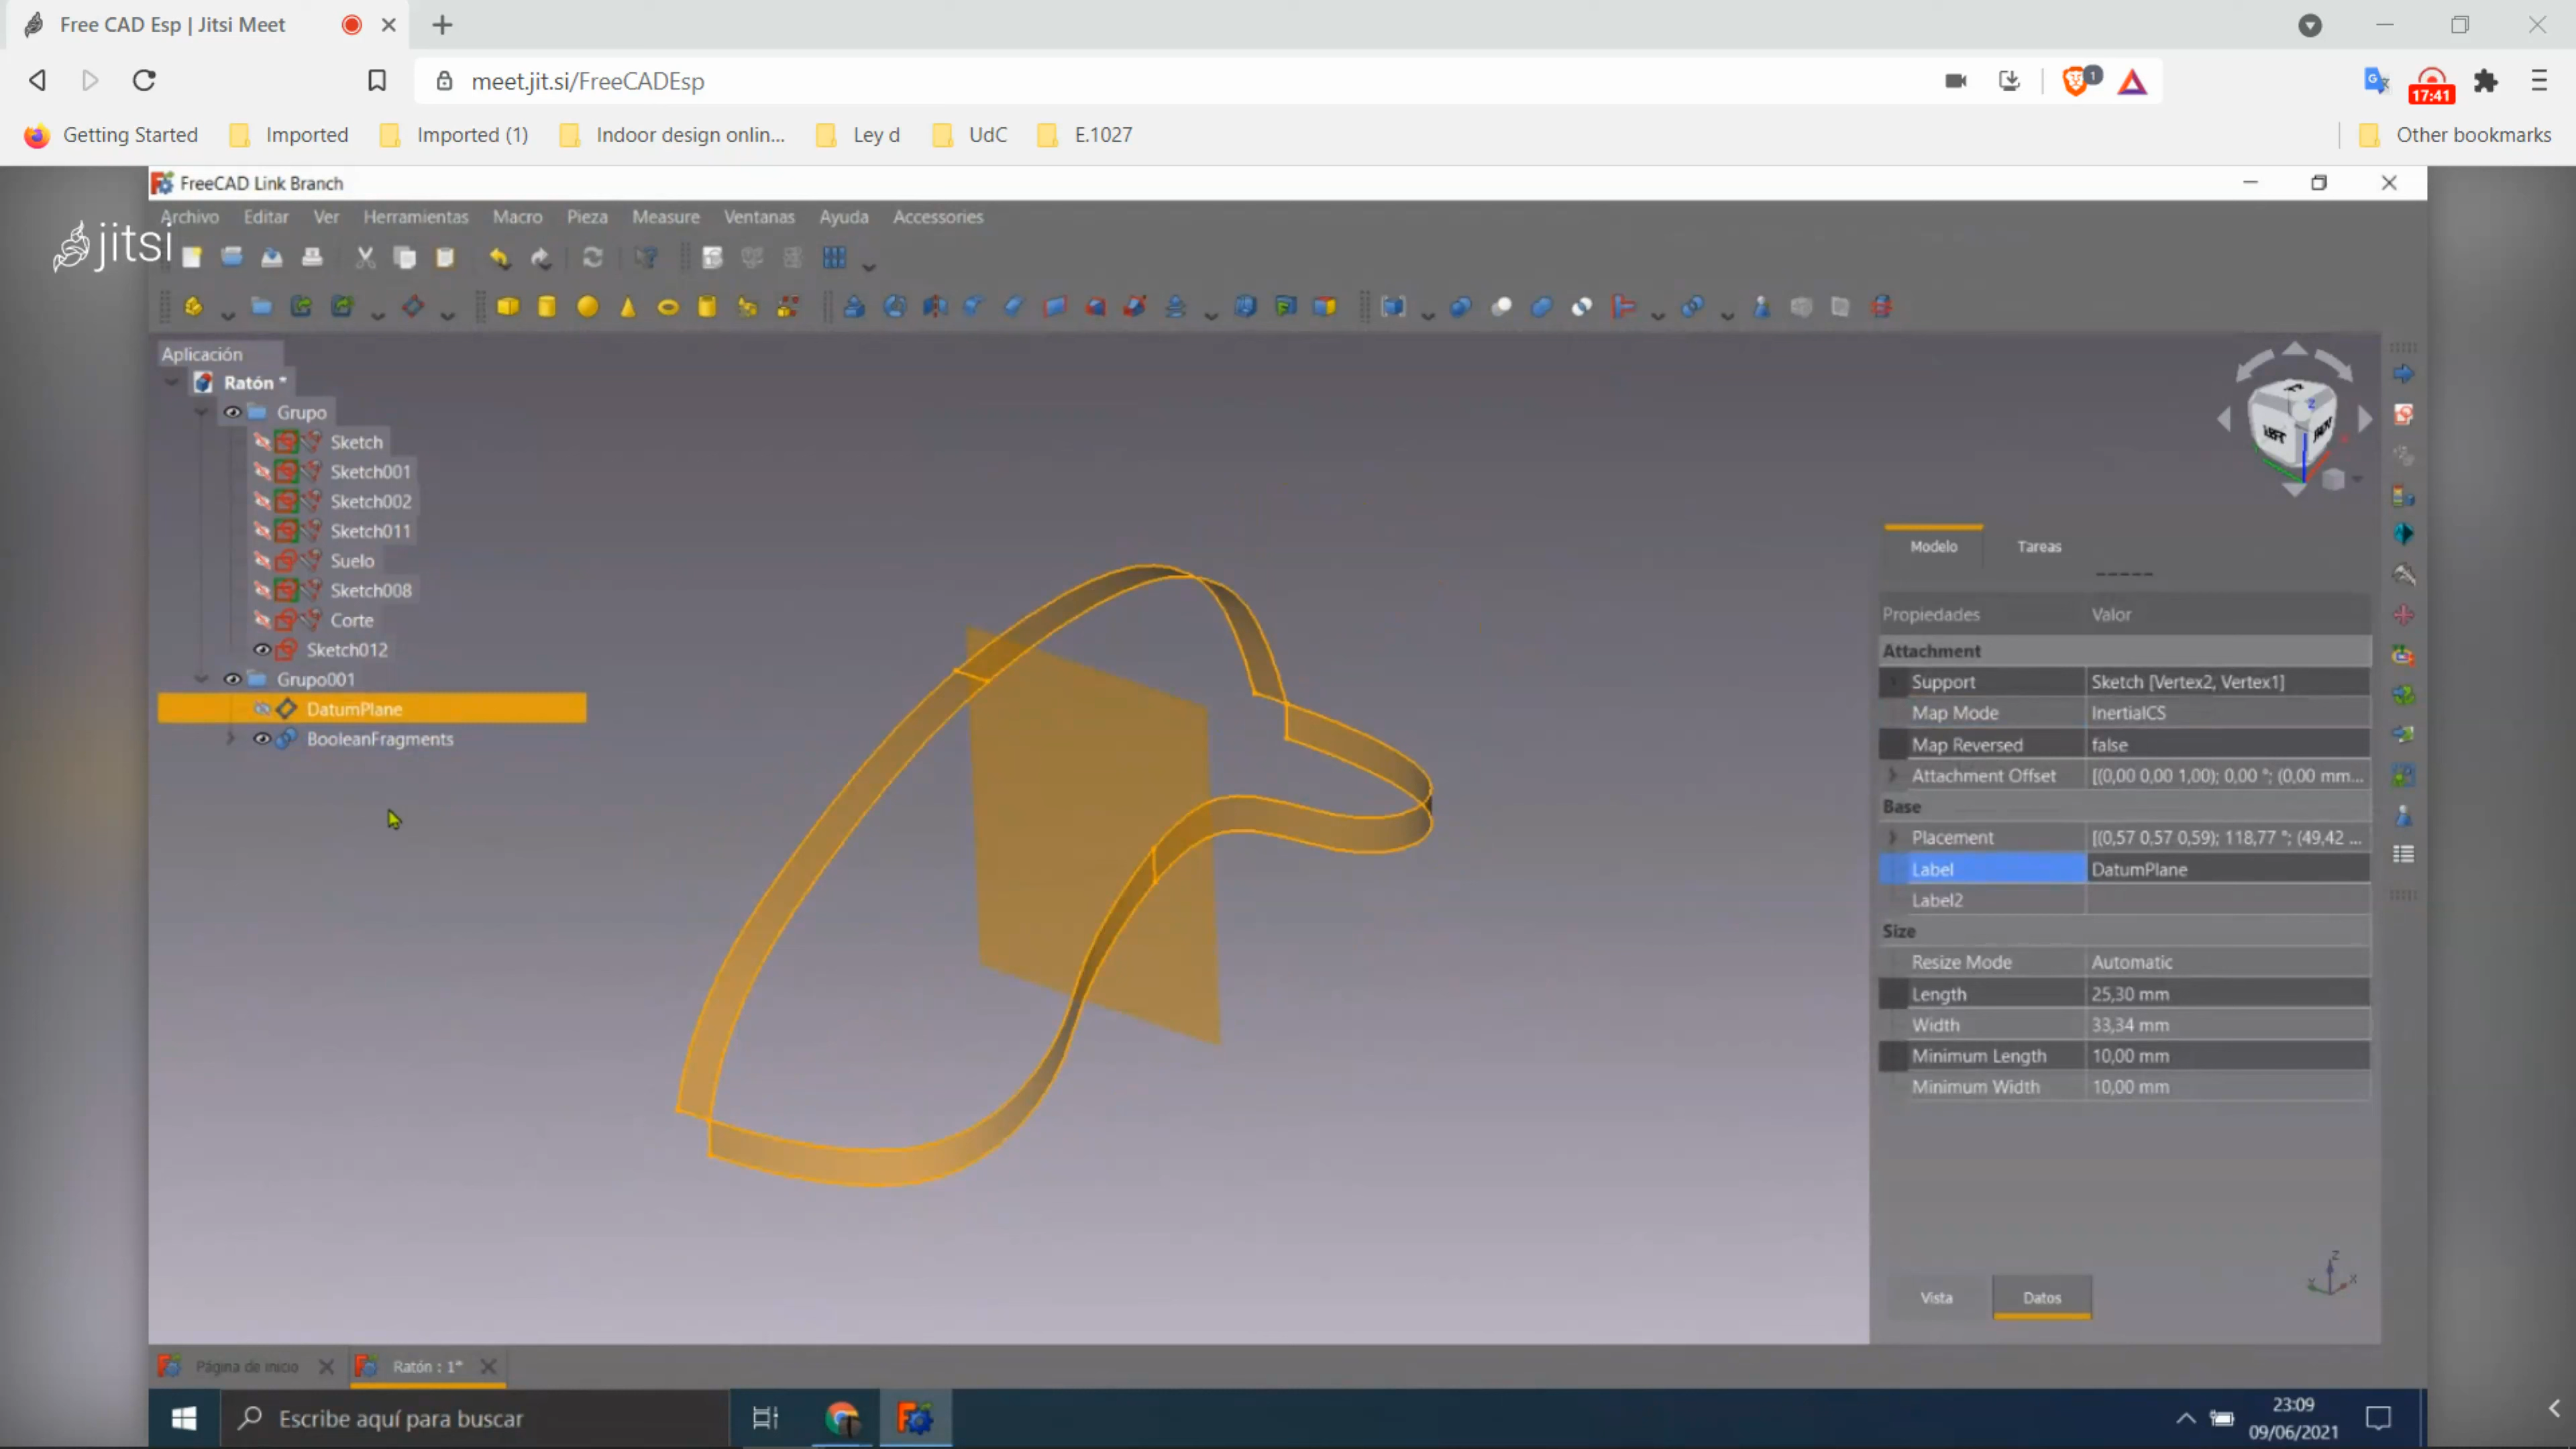 Free CAD Esp | Jitsi Meet
meet.jit.si/FreeCADEsp
1
17:41
Getting Started
Imported
Imported (1)
Indoor design onlin...
Ley d
UdC
E.1027
Other bookmarks
FreeCAD Link Branch
jitsi
Archivo Editar Ver Herramientas Macro Pieza Measure Ventanas Ayuda Accessories
Aplicación
Ratón *
Grupo
Sketch
Sketch001
Sketch002
Sketch011
Suelo
Sketch008
Corte
Sketch012
Grupo001
DatumPlane
BooleanFragments
LEFT
Z
Modelo Tareas
Propiedades Valor
Attachment
Support Sketch [Vertex2, Vertex1]
Map Mode InertialCS
Map Reversed false
Attachment Offset [(0,00 0,00 1,00); 0,00 °; (0,00 mm...
Base
Placement [(0,57 0,57 0,59); 118,77 °; (49,42 ...
Label DatumPlane
Label2
Size
Resize Mode Automatic
Length 25,30 mm
Width 33,34 mm
Minimum Length 10,00 mm
Minimum Width 10,00 mm
Z
Y X
Vista Datos
Página de inicio
Ratón : 1*
Escribe aquí para buscar
23:09
09/06/2021